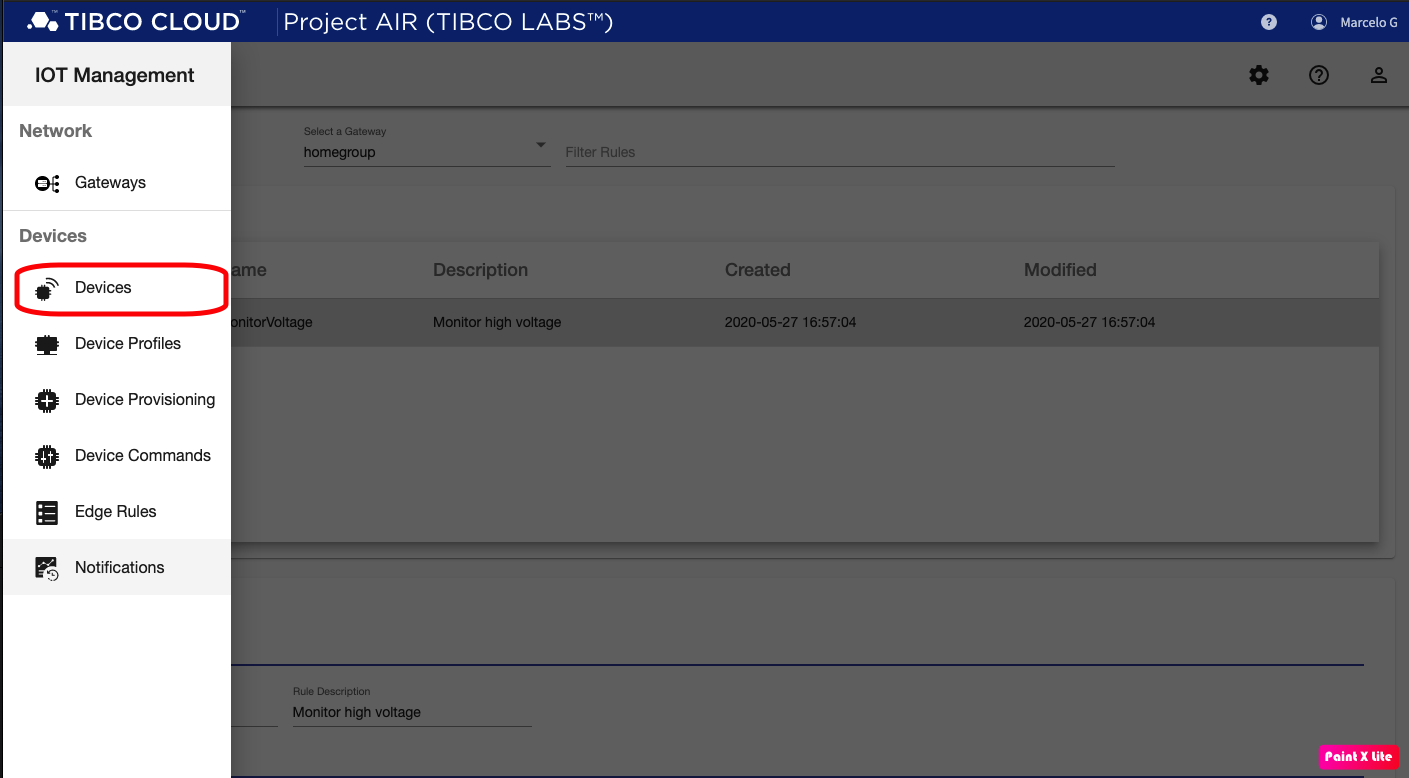 TIBCO CLOUD™ Project AIR (TIBCO LABS™)
? Marcelo G
IOT Management
Network
Gateways
Devices
Devices
Device Profiles
Device Provisioning
Device Commands
Edge Rules
Notifications
Select a Gateway
homegroup
Filter Rules
ame Description Created Modified
onitorVoltage Monitor high voltage 2020-05-27 16:57:04 2020-05-27 16:57:04
Rule Description
Monitor high voltage
Paint X Lite